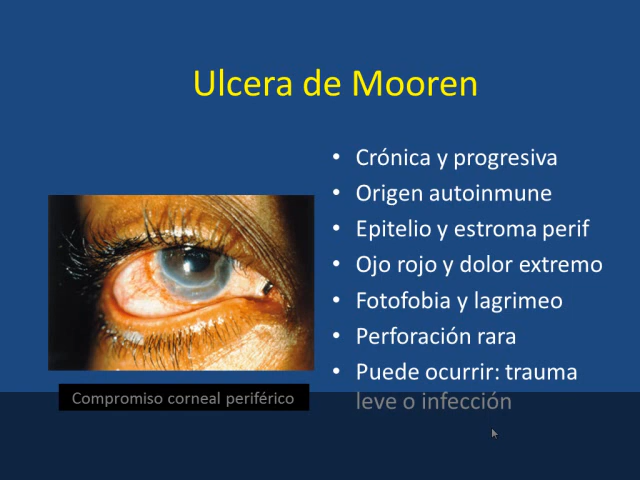 Ulcera de Mooren
• Crónica y progresiva
• Origen autoinmune
• Epitelio y estroma perif
• Ojo rojo y dolor extremo
• Fotofobia y lagrimeo
• Perforación rara
• Puede ocurrir: trauma
leve o infección
Compromiso corneal periférico